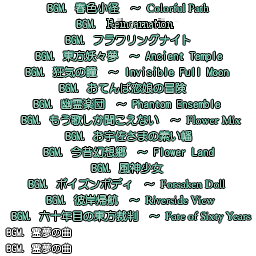 BGM. 春色小径　～ Colorful Path
BGM. Reincarnation
BGM. フラワリングナイト
BGM. 東方妖々夢　～ Ancient Temple
BGM. 狂気の瞳　～ Invisible Full Moon
BGM. おてんば恋娘の冒険
BGM. 幽霊楽団　～ Phantom Ensemble
BGM. もう歌しか聞こえない　～ Flower Mix
BGM. お宇佐さまの素い幡
BGM. 今昔幻想郷　～ Flower Land
BGM. 風神少女
BGM. ポイズンボディ　～ Forsaken Doll
BGM. 彼岸帰航　～ Riverside View
BGM. 六十年目の東方裁判　～ Fate of Sixty Years
BGM. 霊夢の曲
BGM. 霊夢の曲